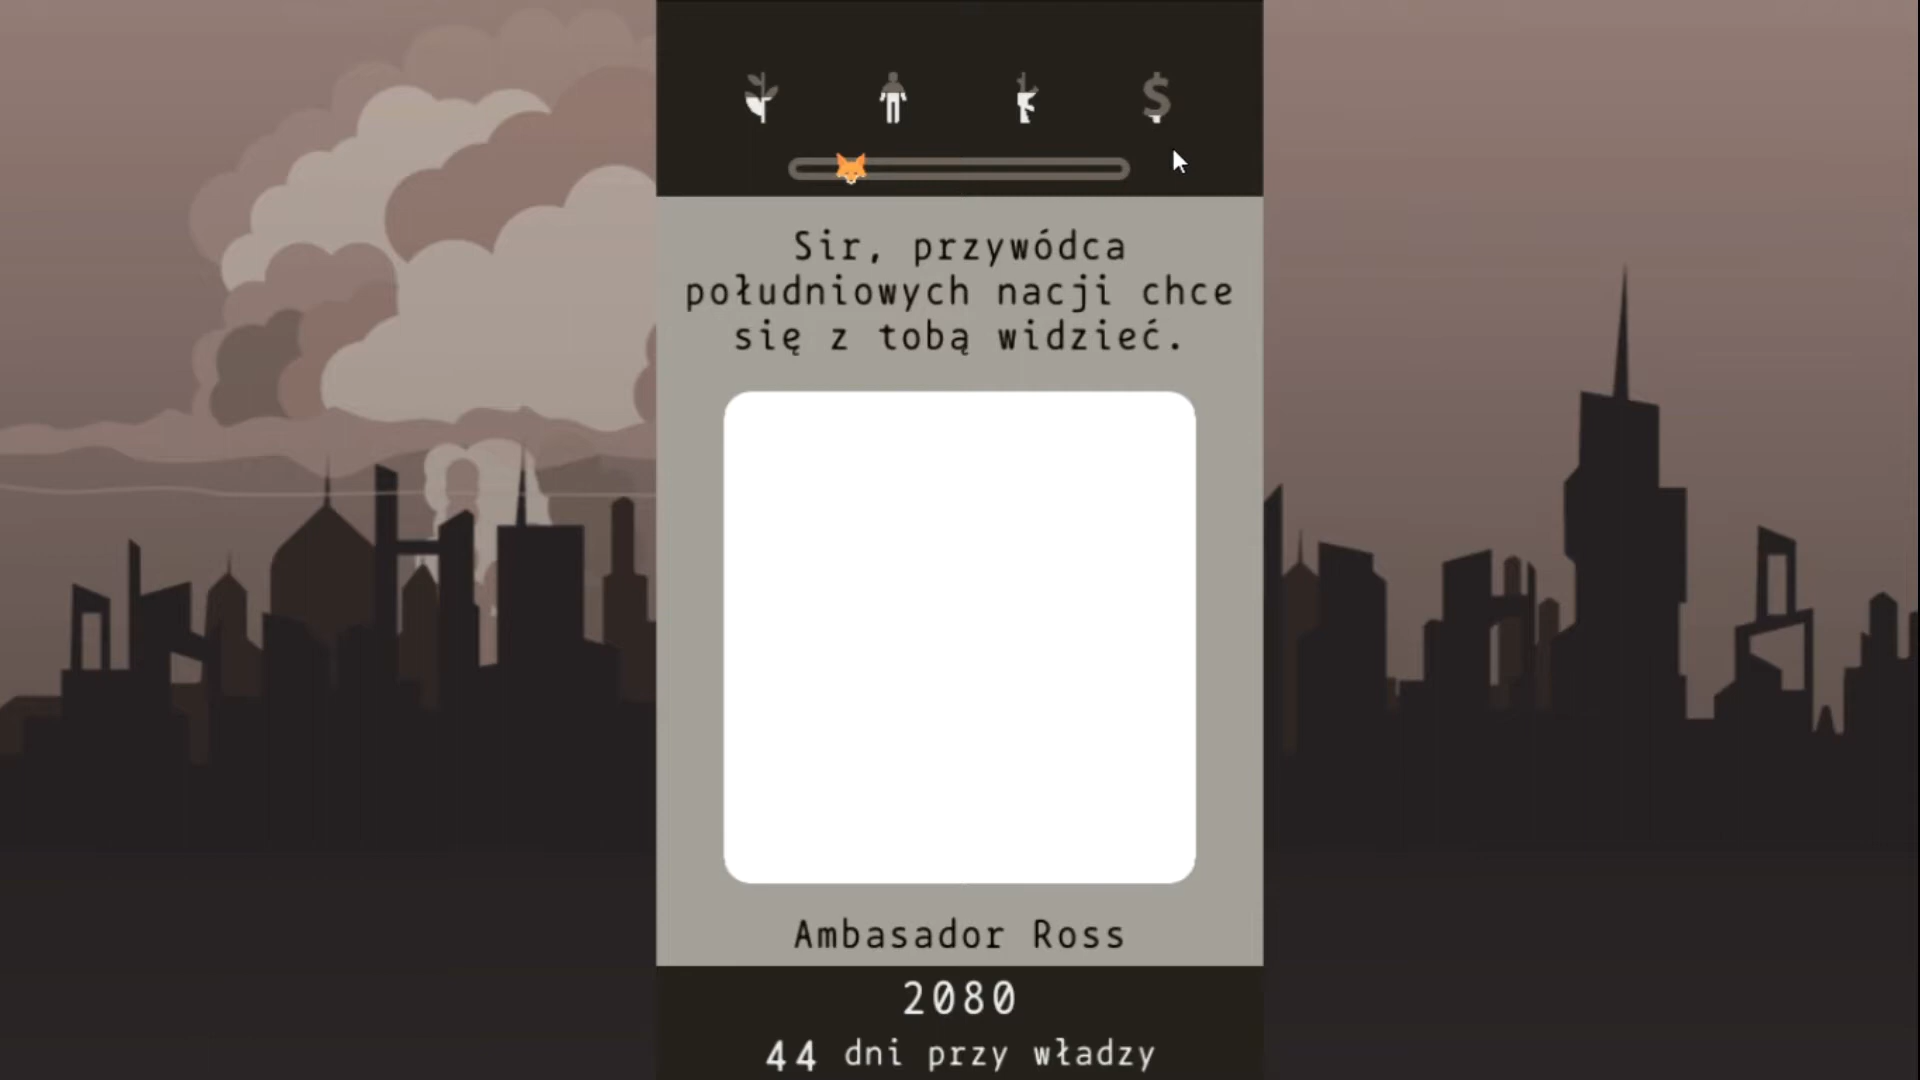 Sir, przywódca
południowych nacji chce
się z tobą widzieć.
Ambasador Ross
2080
44 dni przy władzy